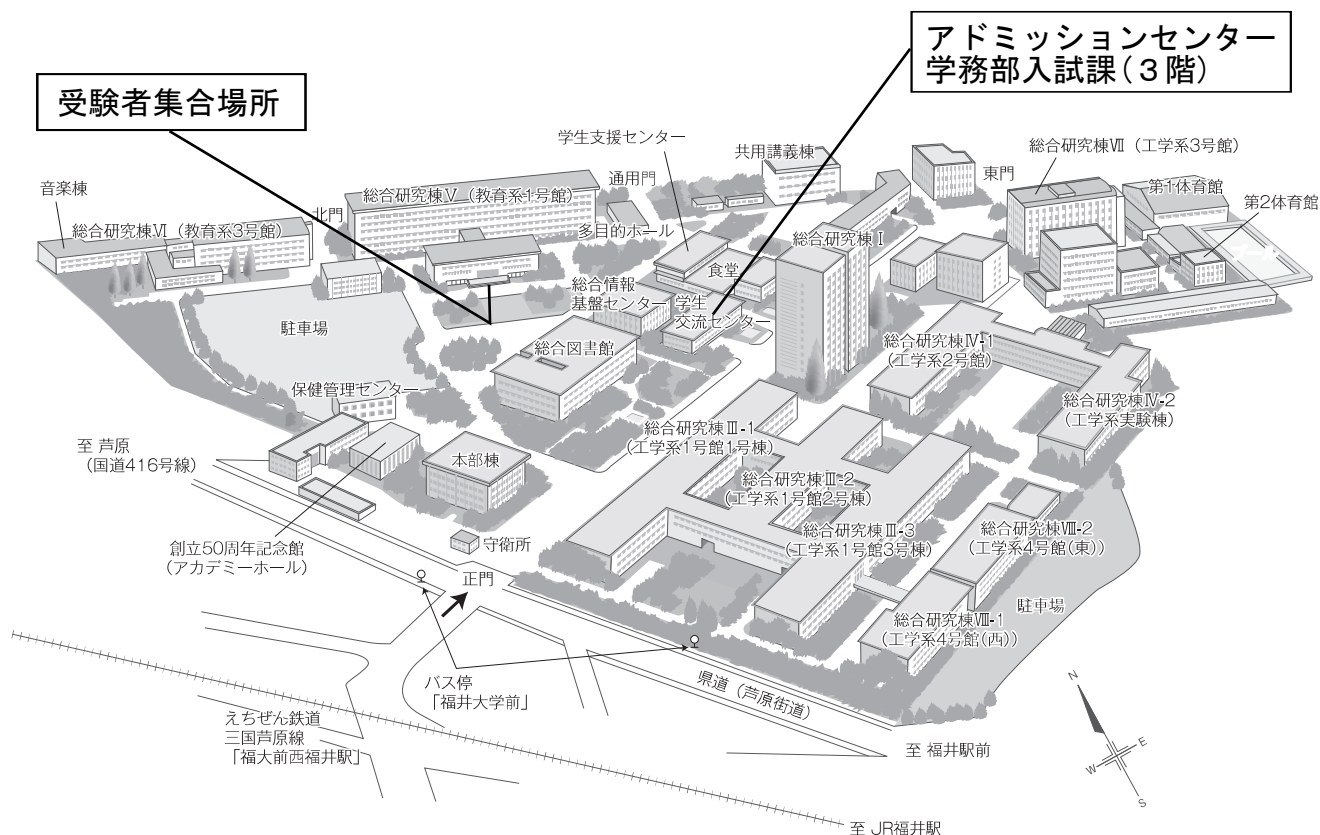 アドミッションセンター
学務部入試課(3階)
受験者集合場所
学生支援センター
共用講義棟
総合研究棟Ⅶ（工学系3号館）
東門
通用門
音楽棟
総合研究棟Ⅴ（教育系1号館）
第1体育館
第2体育館
北門
総合研究棟Ⅵ（教育系3号館）
多目的ホール
総合研究棟Ⅰ
プール
食堂
総合情報
基盤センター
学生
交流センター
駐車場
総合図書館
総合研究棟Ⅳ-1
（工学系2号館）
保健管理センター
総合研究棟Ⅳ-2
（工学系実験棟）
総合研究棟Ⅲ-1
（工学系1号館1号棟）
至 芦原
（国道416号線）
本部棟
総合研究棟Ⅲ-2
（工学系1号館2号棟）
総合研究棟Ⅲ-3
（工学系1号館3号棟）
総合研究棟Ⅷ-2
（工学系4号館(東)）
創立50周年記念館
（アカデミーホール）
守衛所
正門
駐車場
総合研究棟Ⅷ-1
（工学系4号館(西)）
バス停
「福井大学前」
県道（芦原街道）
えちぜん鉄道
三国芦原線
「福大前西福井駅」
至 福井駅前
N
E
W
S
至 JR福井駅